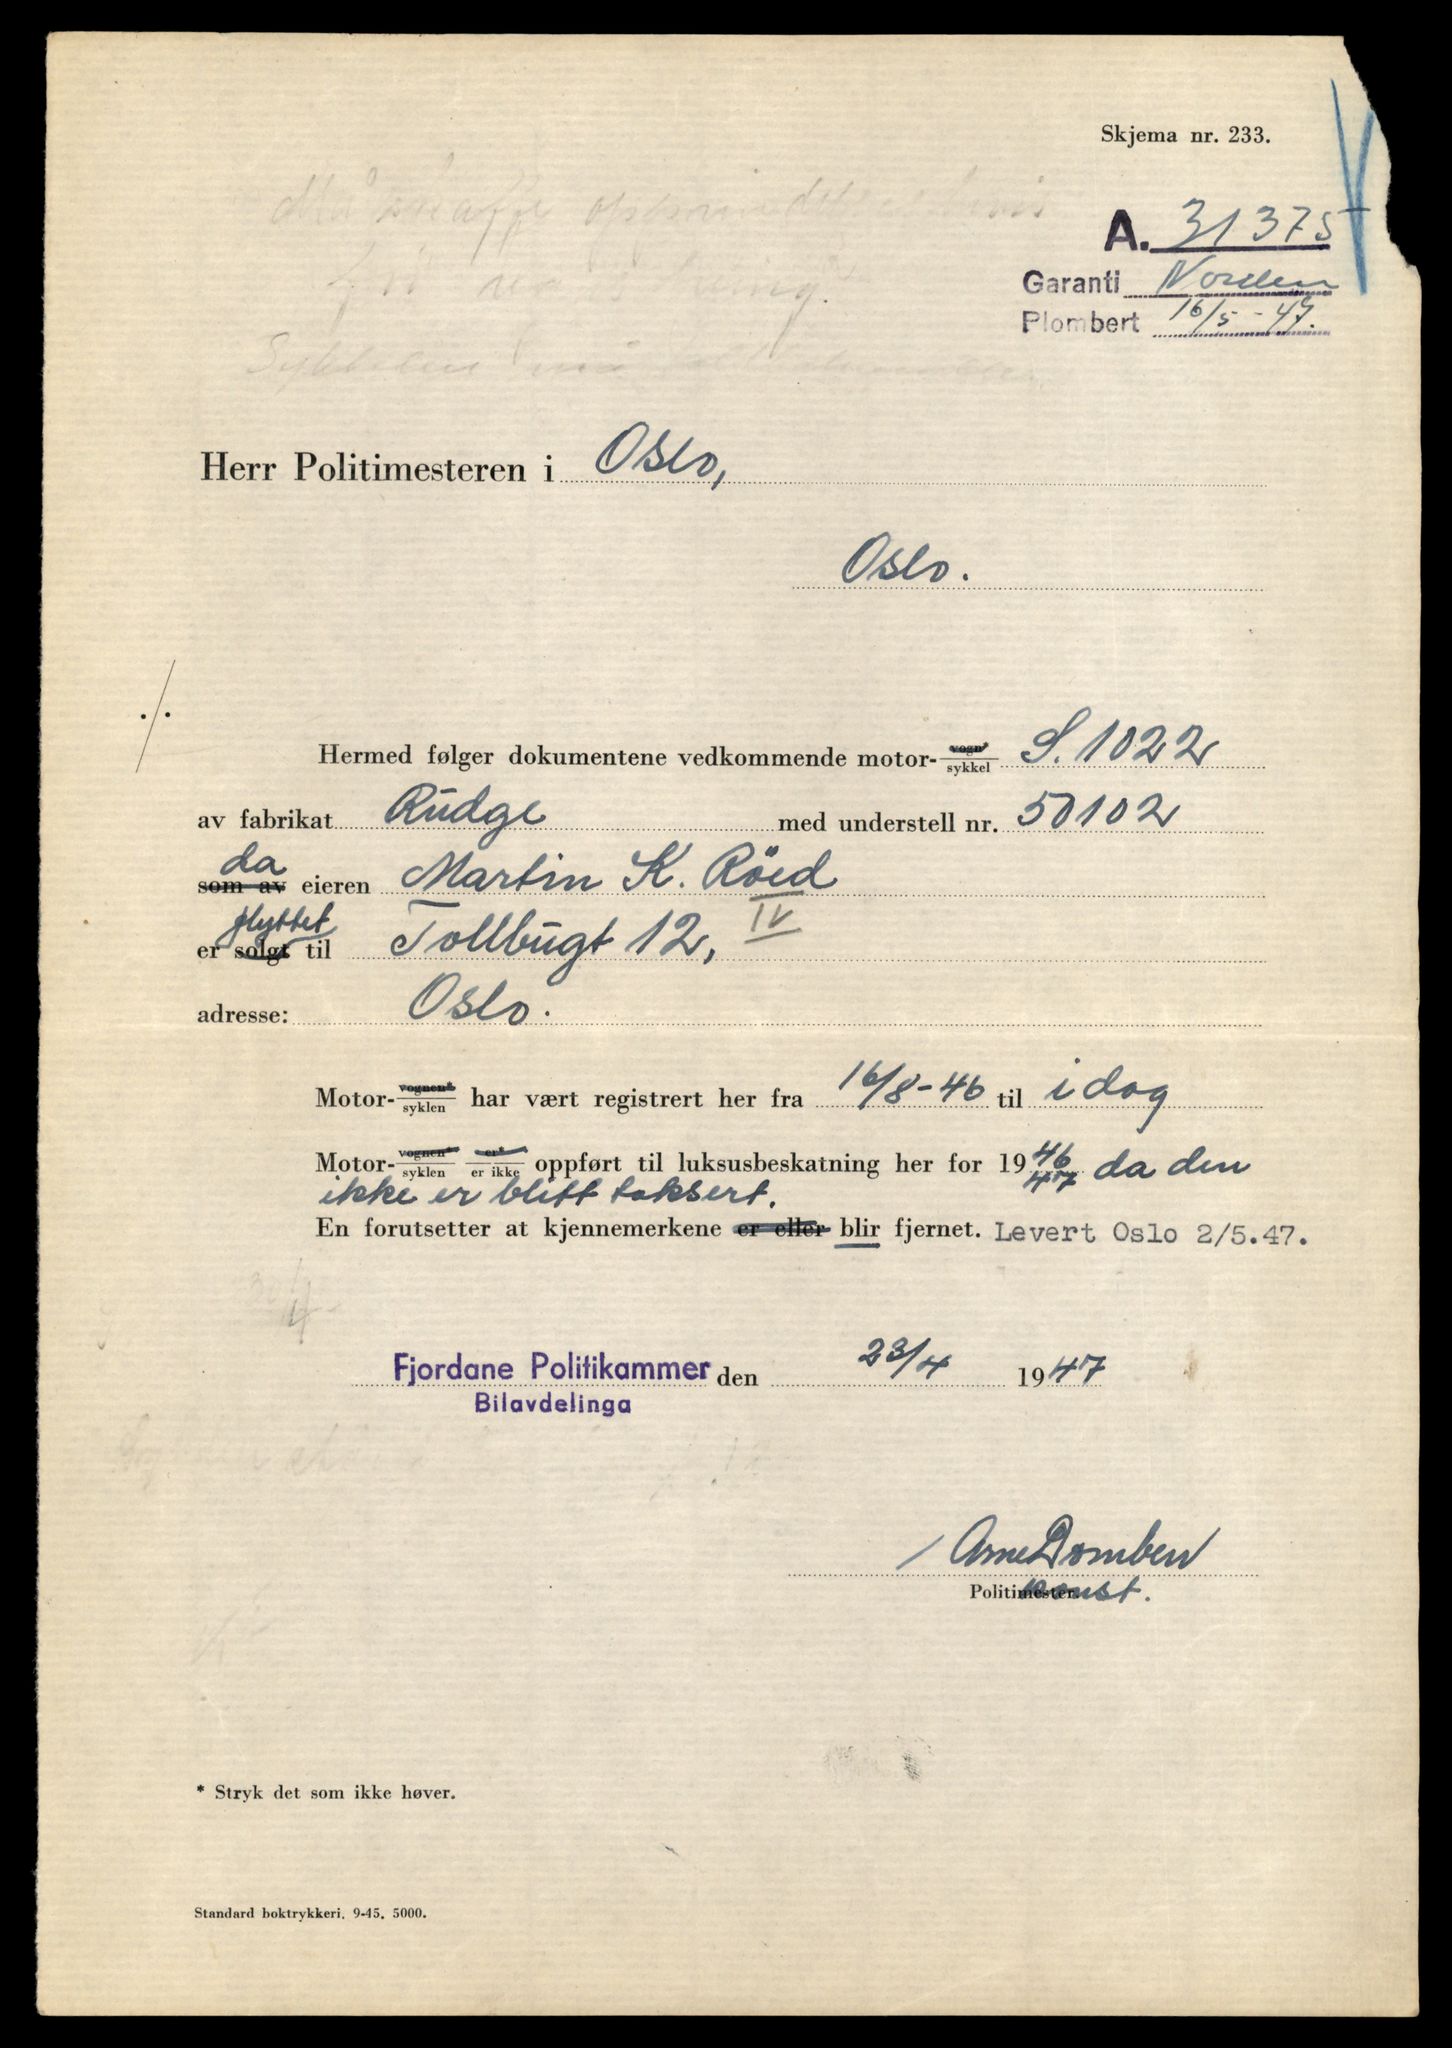 Skjema nr. 233.
A. 31375
Garanti Norden
Plombert 16/5-47.
Herr Politimesteren i Oslo,
Oslo.
Hermed følger dokumentene vedkommende motor-vogn*/sykkel S. 1022
av fabrikat Rudge med understell nr. 50102
da
som av eieren Martin K. Röed
flyttet
er solgt til Tollbugt 12, IV
adresse: Oslo.
Motor-vognen*/syklen har vært registrert her fra 16/8-46 til idag
Motor-vognen*/syklen er*/er ikke oppført til luksusbeskatning her for 1946/47 da den
ikke er blitt taksert.
En forutsetter at kjennemerkene er eller blir fjernet. Levert Oslo 2/5.47.
30/4
Fjordane Politikammer den 23/4 1947
Bilavdelinga
Arne Domben
Politimester. konst.
* Stryk det som ikke høver.
Standard boktrykkeri. 9-45. 5000.